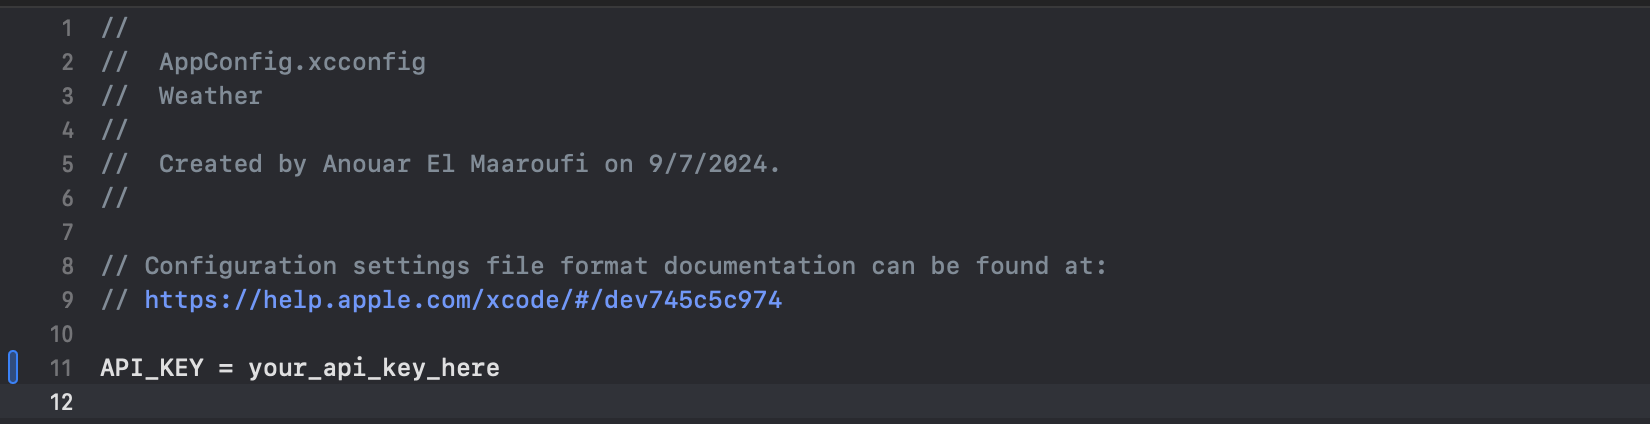 1 //
2 //  AppConfig.xcconfig
3 //  Weather
4 //
5 //  Created by Anouar El Maaroufi on 9/7/2024.
6 //
7
8 // Configuration settings file format documentation can be found at:
9 // https://help.apple.com/xcode/#/dev745c5c974
10
11 API_KEY = your_api_key_here
12